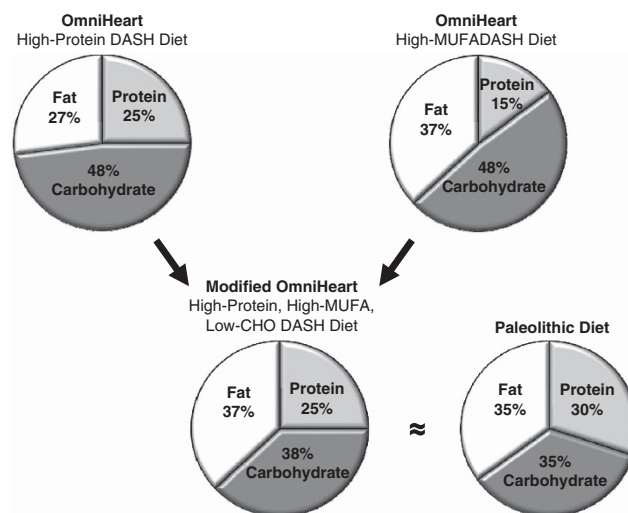 OmniHeart
High-Protein DASH Diet
Fat
27%
Protein
25%
48%
Carbohydrate
OmniHeart
High-MUFADASH Diet
Fat
37%
Protein
15%
48%
Carbohydrate
Modified OmniHeart
High-Protein, High-MUFA,
Low-CHO DASH Diet
Fat
37%
Protein
25%
38%
Carbohydrate
≈
Paleolithic Diet
Fat
35%
Protein
30%
35%
Carbohydrate